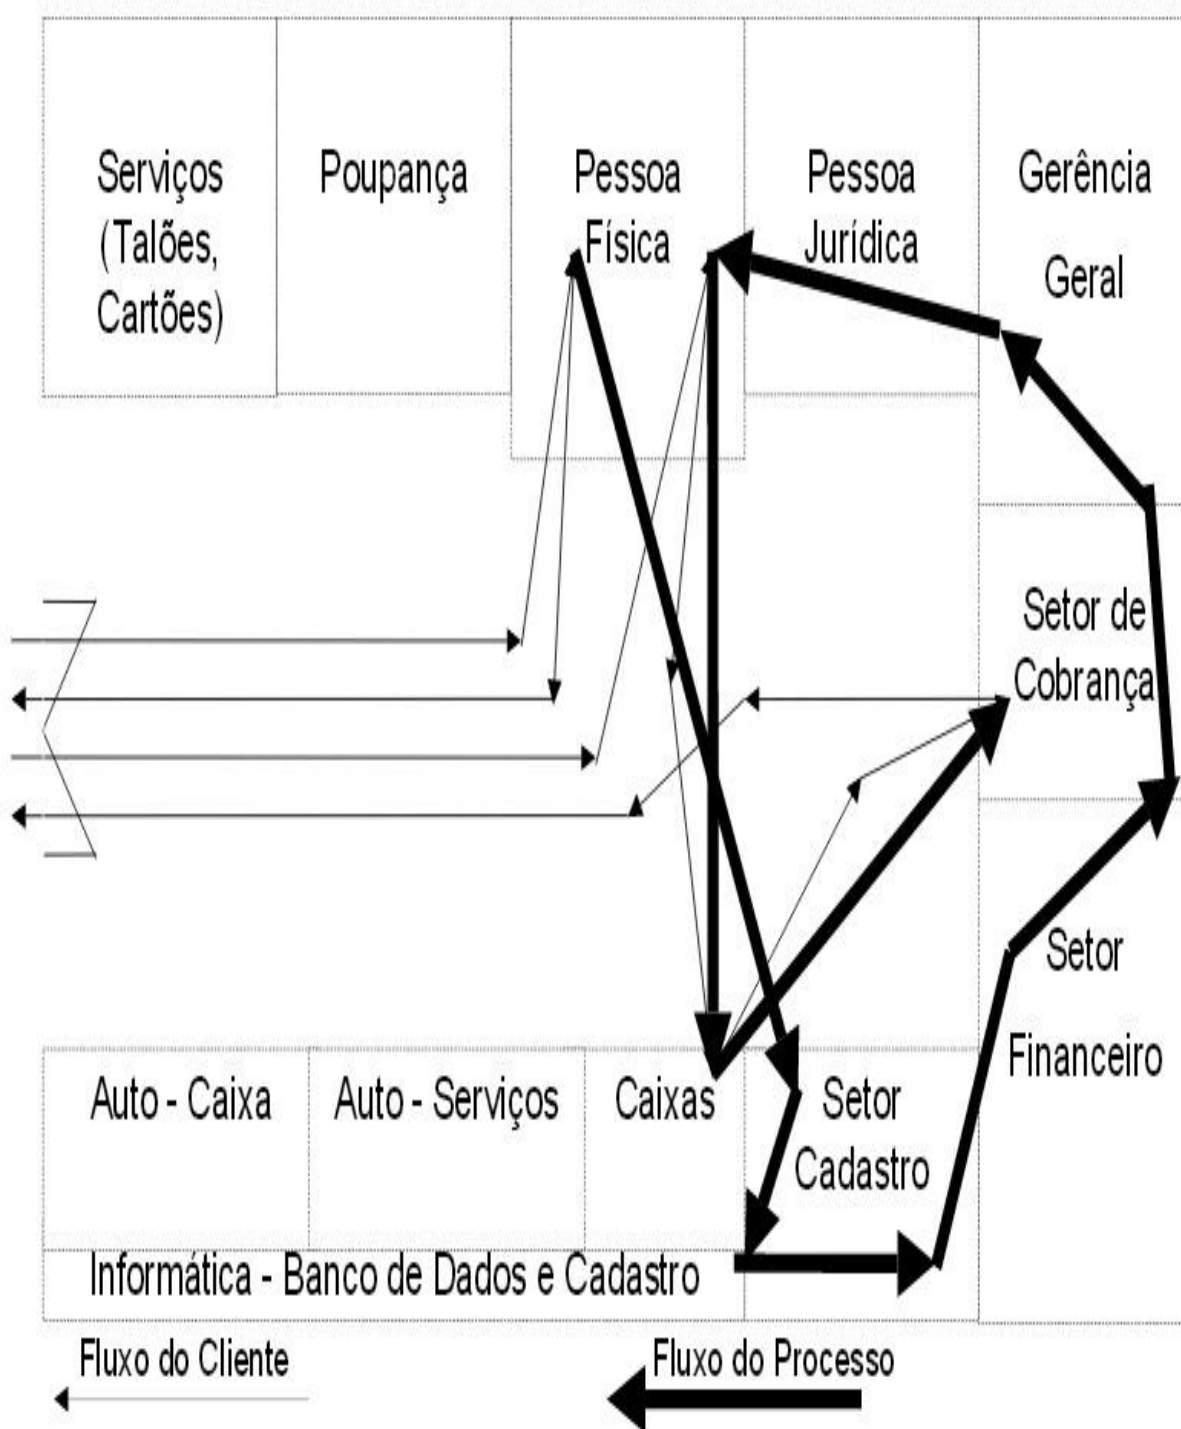 Serviços
(Talões,
Cartões)
Poupança
Pessoa
Física
Pessoa
Jurídica
Gerência
Geral
Setor de
Cobrança
Setor
Financeiro
Auto - Caixa
Auto - Serviços
Caixas
Setor
Cadastro
Informática - Banco de Dados e Cadastro
Fluxo do Cliente
Fluxo do Processo